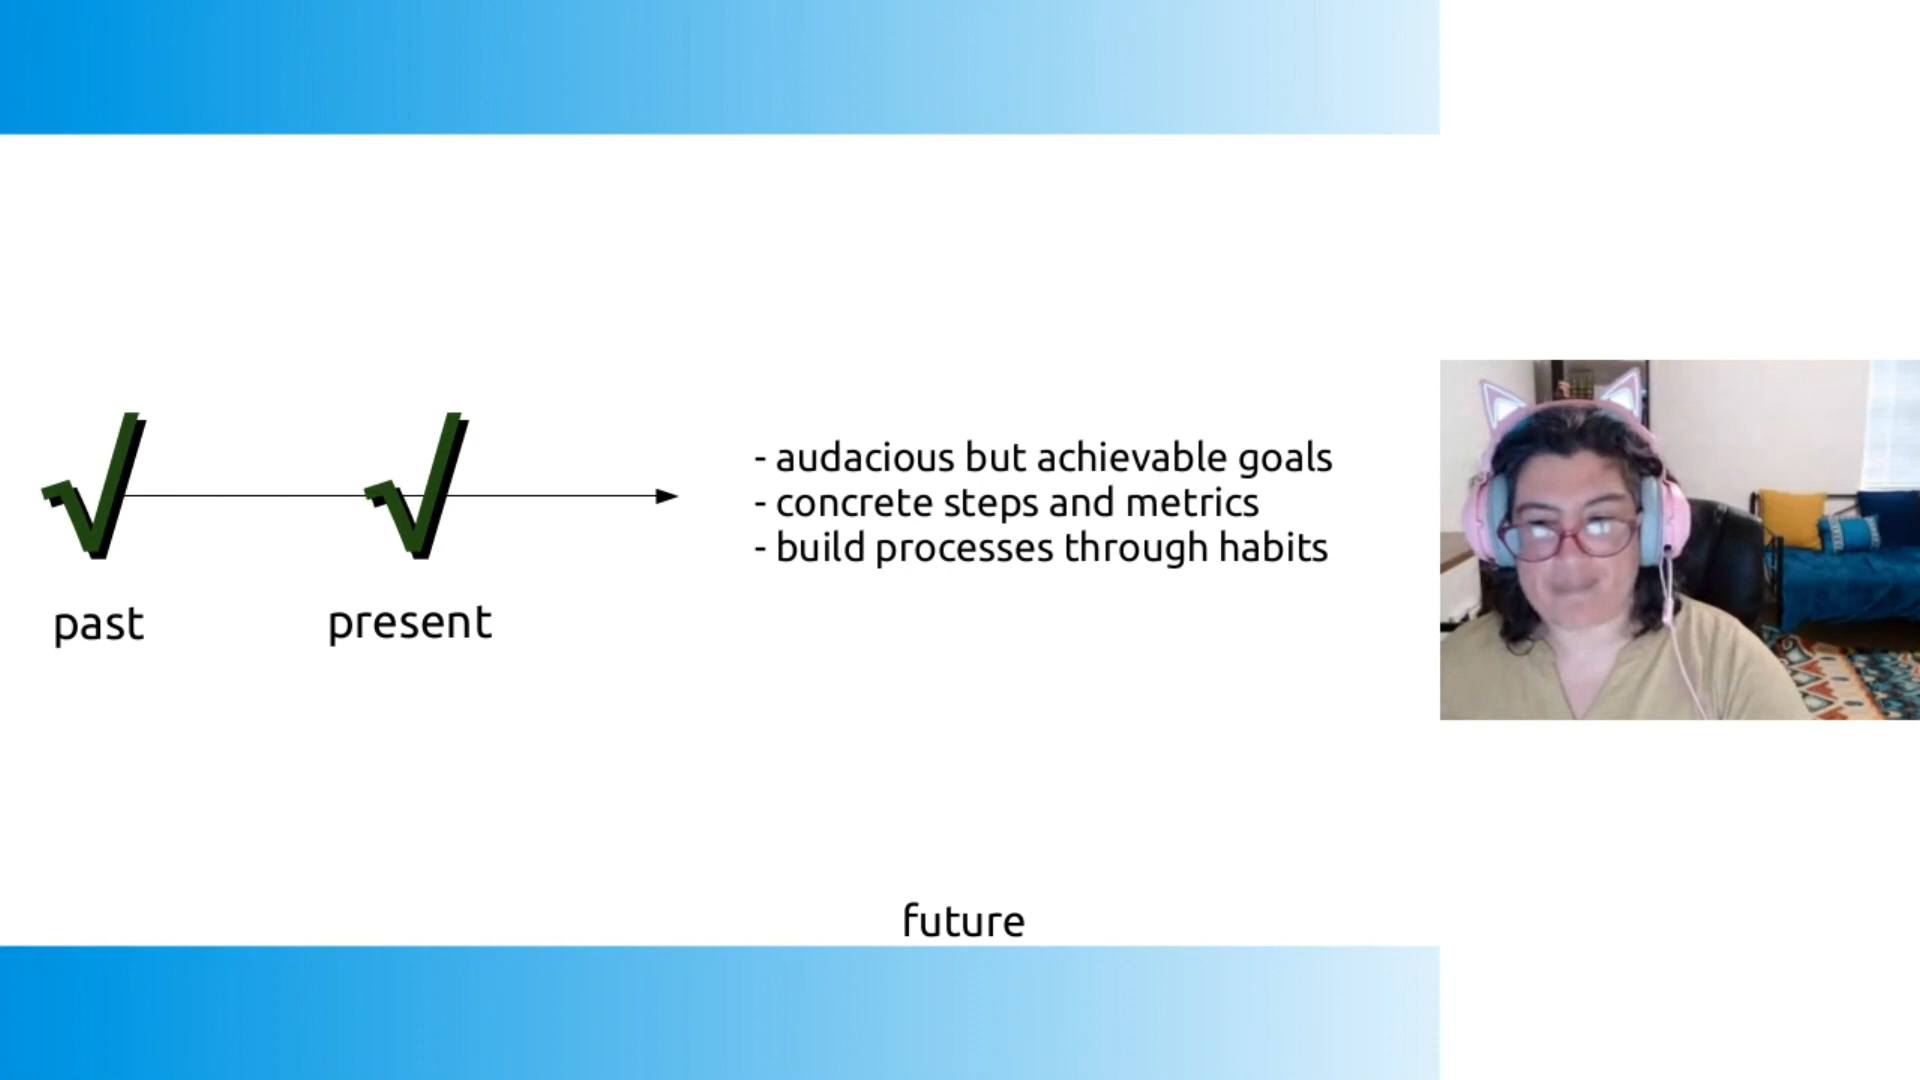 - audacious but achievable goals
- concrete steps and metrics
- build processes through habits
past
present
future